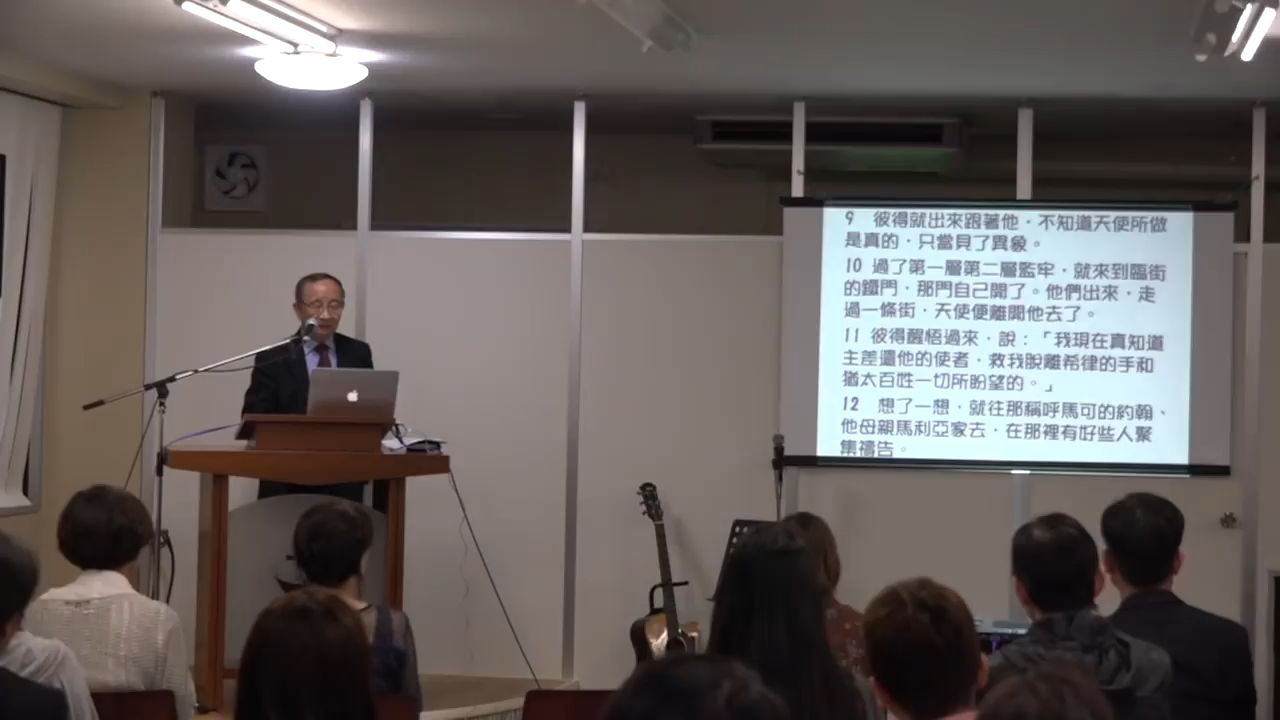 9 彼得就出來跟著他，不知道天使所做
是真的，只當見了異象。
10 過了第一層第二層監牢，就來到臨街
的鐵門，那門自己開了。他們出來，走
過一條街，天使便離開他去了。
11 彼得醒悟過來，說：「我現在真知道
主差遣他的使者，救我脫離希律的手和
猶太百姓一切所盼望的。」
12 想了一想，就往那稱呼馬可的約翰、
他母親馬利亞家去，在那裡有好些人聚
集禱告。